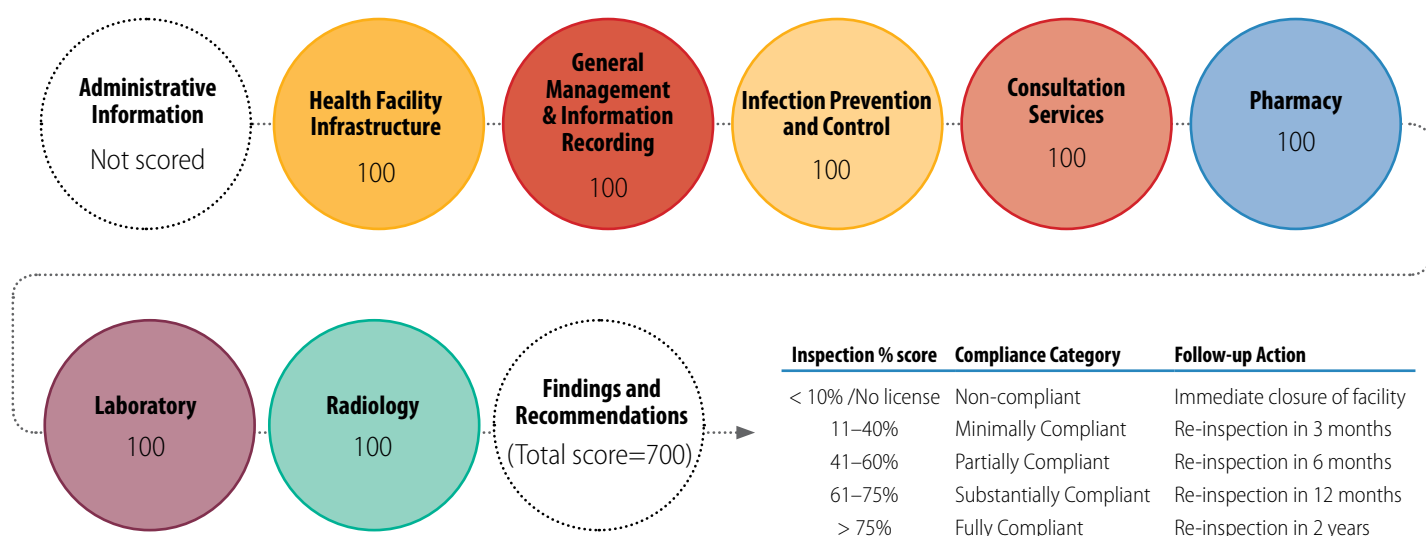 Administrative
Information
Not scored
Health Facility
Infrastructure
100
General
Management
& Information
Recording
100
Infection Prevention
and Control
100
Consultation
Services
100
Pharmacy
100
Laboratory
100
Radiology
100
Findings and
Recommendations
(Total score=700)
Inspection % score Compliance Category Follow-up Action
< 10% /No license Non-compliant Immediate closure of facility
11–40% Minimally Compliant Re-inspection in 3 months
41–60% Partially Compliant Re-inspection in 6 months
61–75% Substantially Compliant Re-inspection in 12 months
> 75% Fully Compliant Re-inspection in 2 years